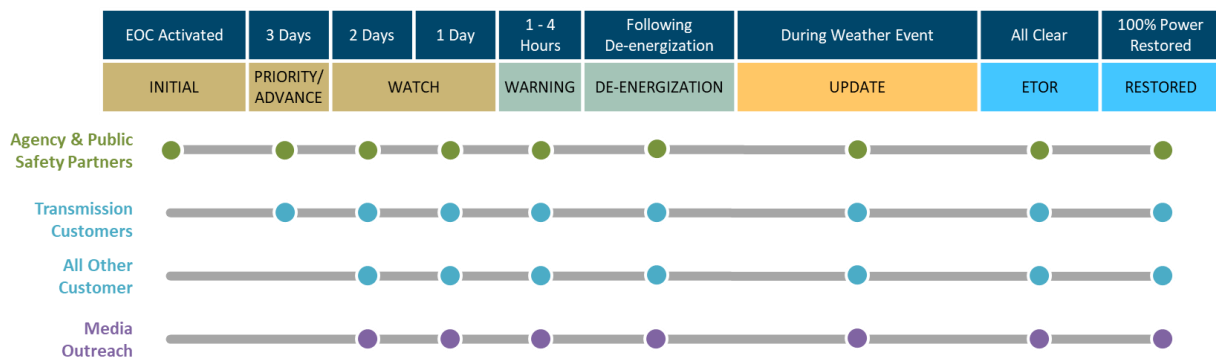 EOC Activated
3 Days
2 Days
1 Day
1 - 4
Hours
Following
De-energization
During Weather Event
All Clear
100% Power
Restored
INITIAL
PRIORITY/
ADVANCE
WATCH
WARNING
DE-ENERGIZATION
UPDATE
ETOR
RESTORED
Agency & Public
Safety Partners
Transmission
Customers
All Other
Customer
Media
Outreach